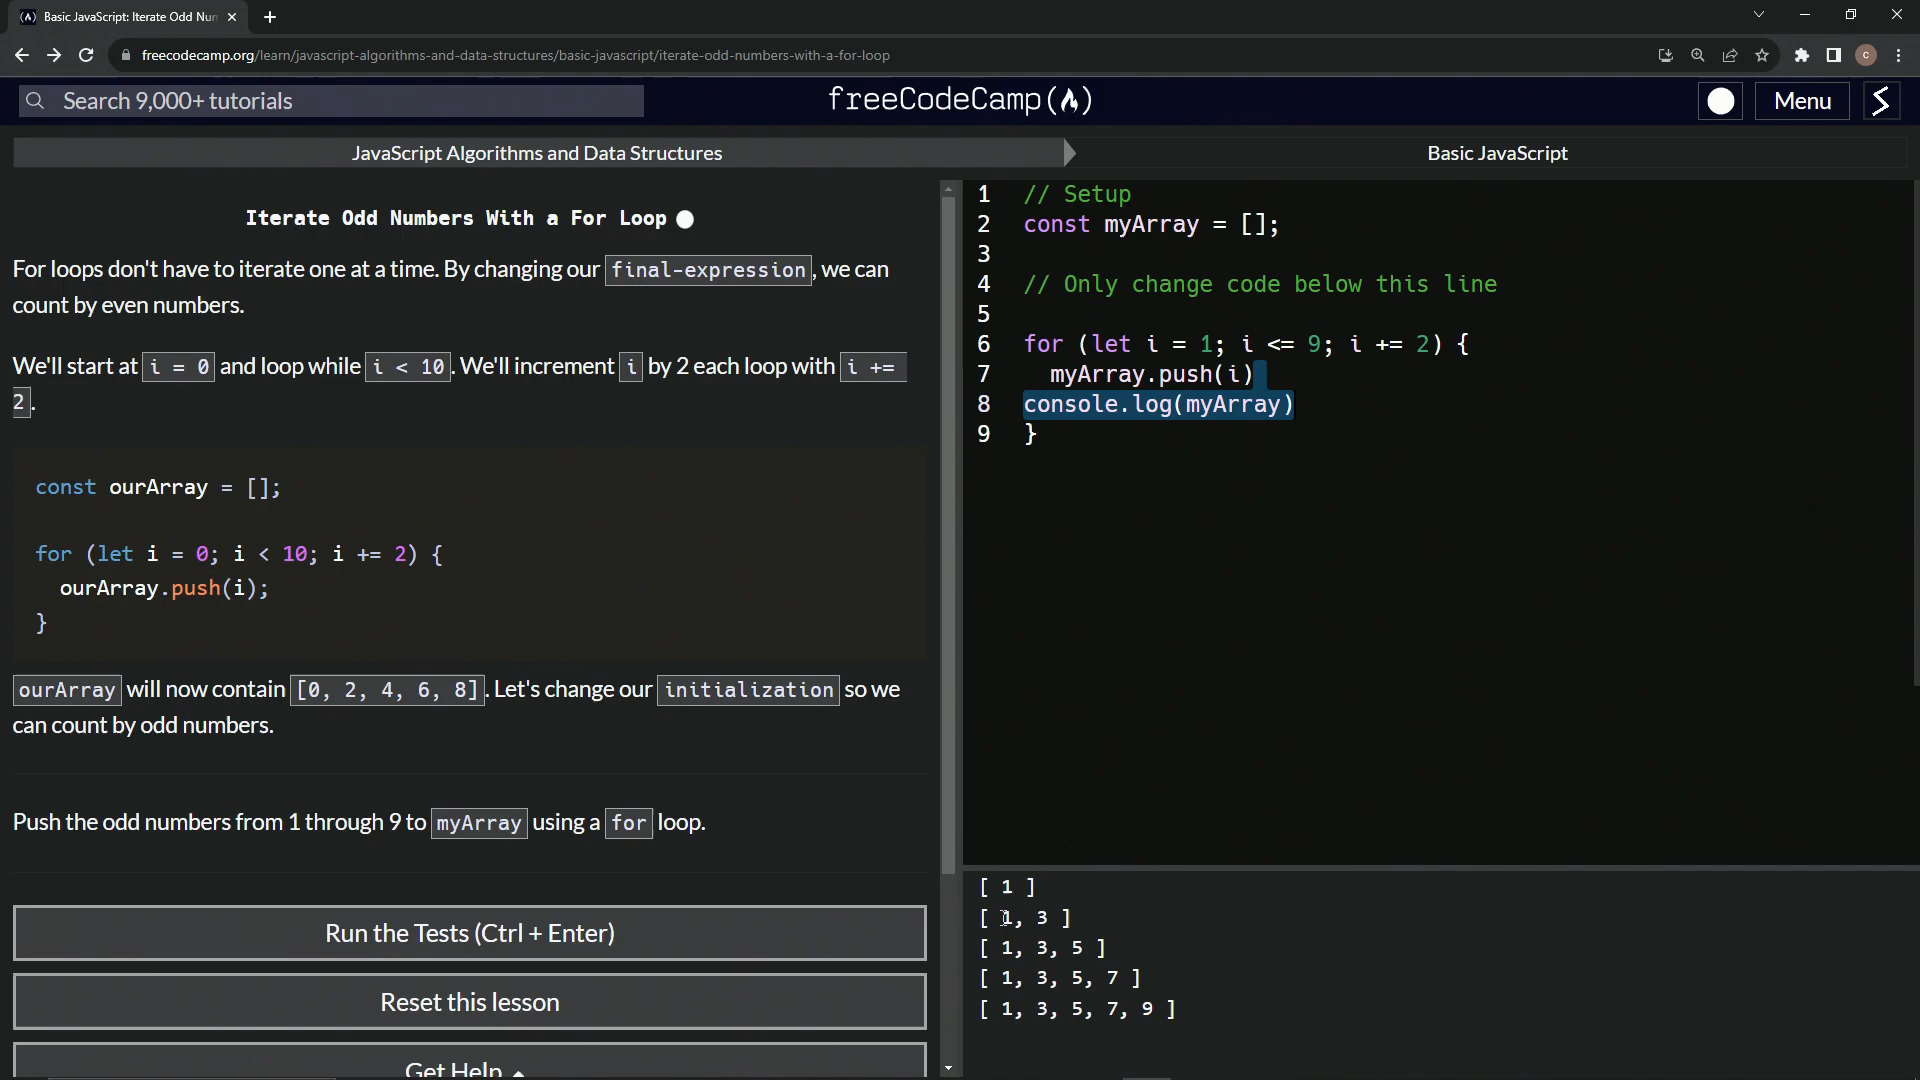 Basic JavaScript: Iterate Odd Num
freecodecamp.org/learn/javascript-algorithms-and-data-structures/basic-javascript/iterate-odd-numbers-with-a-for-loop
C
Search 9,000+ tutorials
freeCodeCamp
Menu
JavaScript Algorithms and Data Structures
Basic JavaScript
Iterate Odd Numbers With a For Loop
For loops don't have to iterate one at a time. By changing our final-expression, we can
count by even numbers.
We'll start at i = 0 and loop while i < 10. We'll increment i by 2 each loop with i +=
2.
const ourArray = [];
for (let i = 0; i < 10; i += 2) {
ourArray.push(i);
}
ourArray will now contain [0, 2, 4, 6, 8]. Let's change our initialization so we
can count by odd numbers.
Push the odd numbers from 1 through 9 to myArray using a for loop.
Run the Tests (Ctrl + Enter)
Reset this lesson
Get Help
1 // Setup
2 const myArray = [];
3
4 // Only change code below this line
5
6 for (let i = 1; i <= 9; i += 2) {
7 myArray.push(i)
8 console.log(myArray)
9 }
[ 1 ]
[ 1, 3 ]
[ 1, 3, 5 ]
[ 1, 3, 5, 7 ]
[ 1, 3, 5, 7, 9 ]